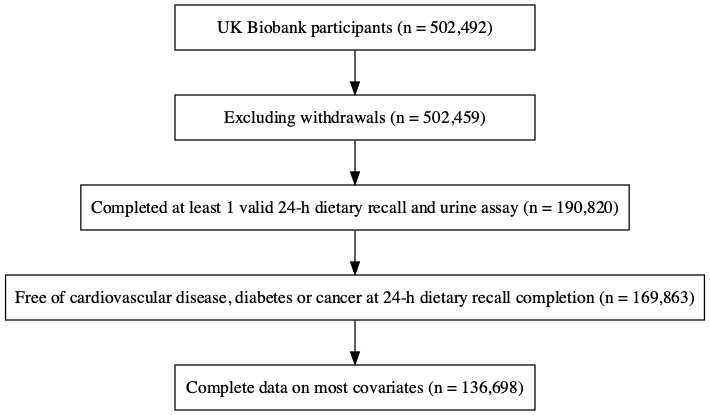 UK Biobank participants (n = 502,492)
Excluding withdrawals (n = 502,459)
Completed at least 1 valid 24-h dietary recall and urine assay (n = 190,820)
Free of cardiovascular disease, diabetes or cancer at 24-h dietary recall completion (n = 169,863)
Complete data on most covariates (n = 136,698)